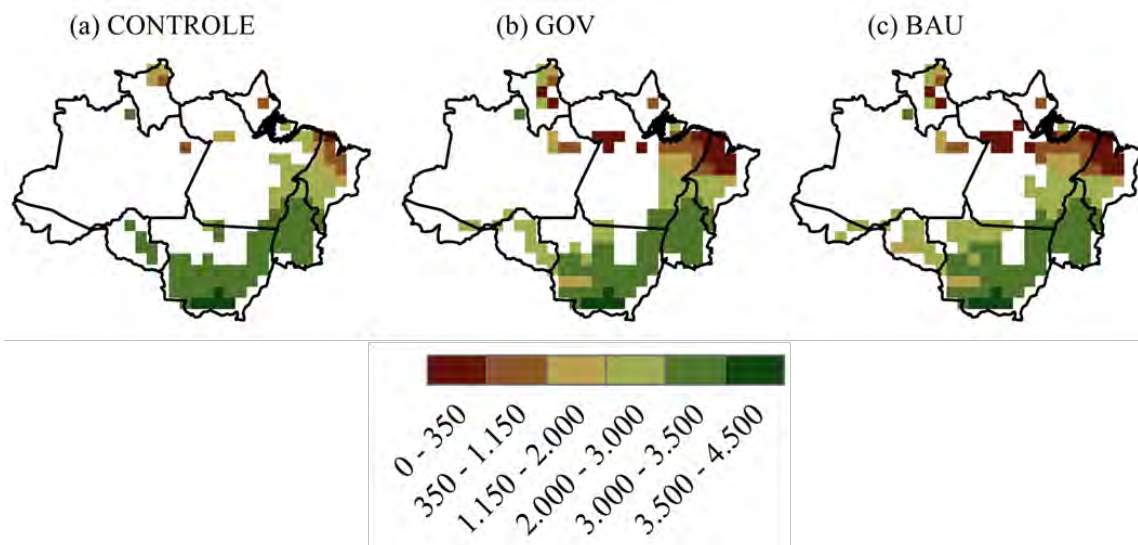 (a) CONTROLE
(b) GOV
(c) BAU
0 - 350
350 - 1.150
1.150 - 2.000
2.000 - 3.000
3.000 - 3.500
3.500 - 4.500